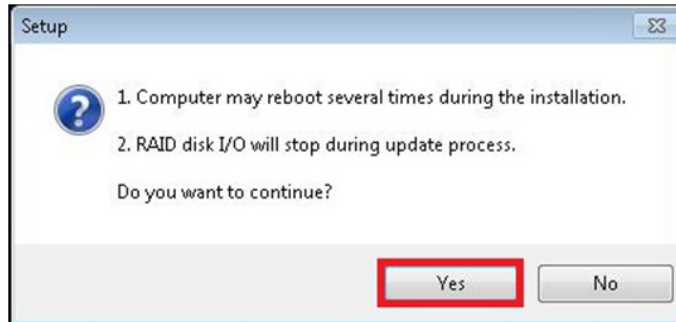 Setup
1. Computer may reboot several times during the installation.
2. RAID disk I/O will stop during update process.
Do you want to continue?
Yes No